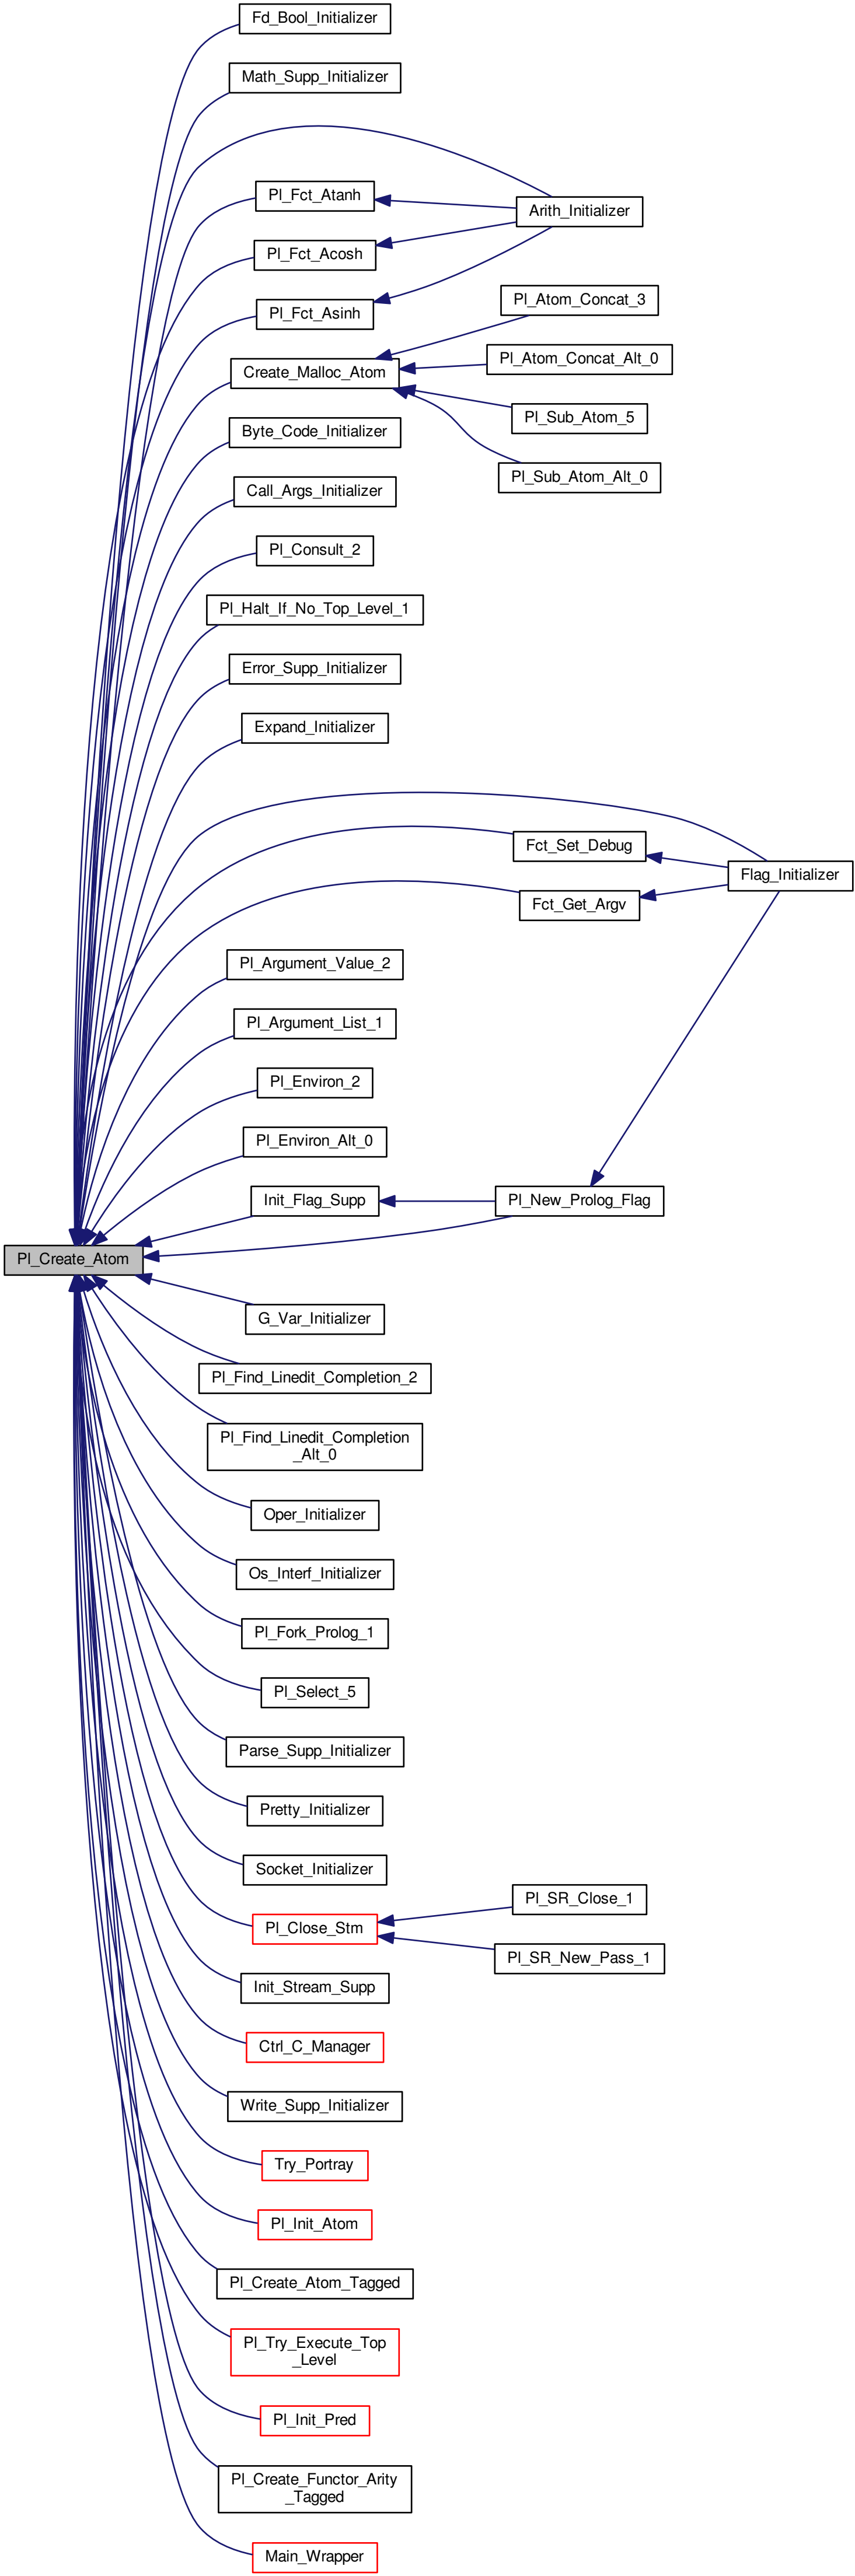 Fd_Bool_Initializer
Math_Supp_Initializer
Pl_Fct_Atanh
Arith_Initializer
Pl_Fct_Acosh
Pl_Atom_Concat_3
Pl_Fct_Asinh
Pl_Atom_Concat_Alt_0
Create_Malloc_Atom
Pl_Sub_Atom_5
Byte_Code_Initializer
Pl_Sub_Atom_Alt_0
Call_Args_Initializer
Pl_Consult_2
Pl_Halt_If_No_Top_Level_1
Error_Supp_Initializer
Expand_Initializer
Fct_Set_Debug
Flag_Initializer
Fct_Get_Argv
Pl_Argument_Value_2
Pl_Argument_List_1
Pl_Environ_2
Pl_Environ_Alt_0
Init_Flag_Supp
Pl_New_Prolog_Flag
Pl_Create_Atom
G_Var_Initializer
Pl_Find_Linedit_Completion_2
Pl_Find_Linedit_Completion
_Alt_0
Oper_Initializer
Os_Interf_Initializer
Pl_Fork_Prolog_1
Pl_Select_5
Parse_Supp_Initializer
Pretty_Initializer
Socket_Initializer
Pl_SR_Close_1
Pl_Close_Stm
Pl_SR_New_Pass_1
Init_Stream_Supp
Ctrl_C_Manager
Write_Supp_Initializer
Try_Portray
Pl_Init_Atom
Pl_Create_Atom_Tagged
Pl_Try_Execute_Top
_Level
Pl_Init_Pred
Pl_Create_Functor_Arity
_Tagged
Main_Wrapper